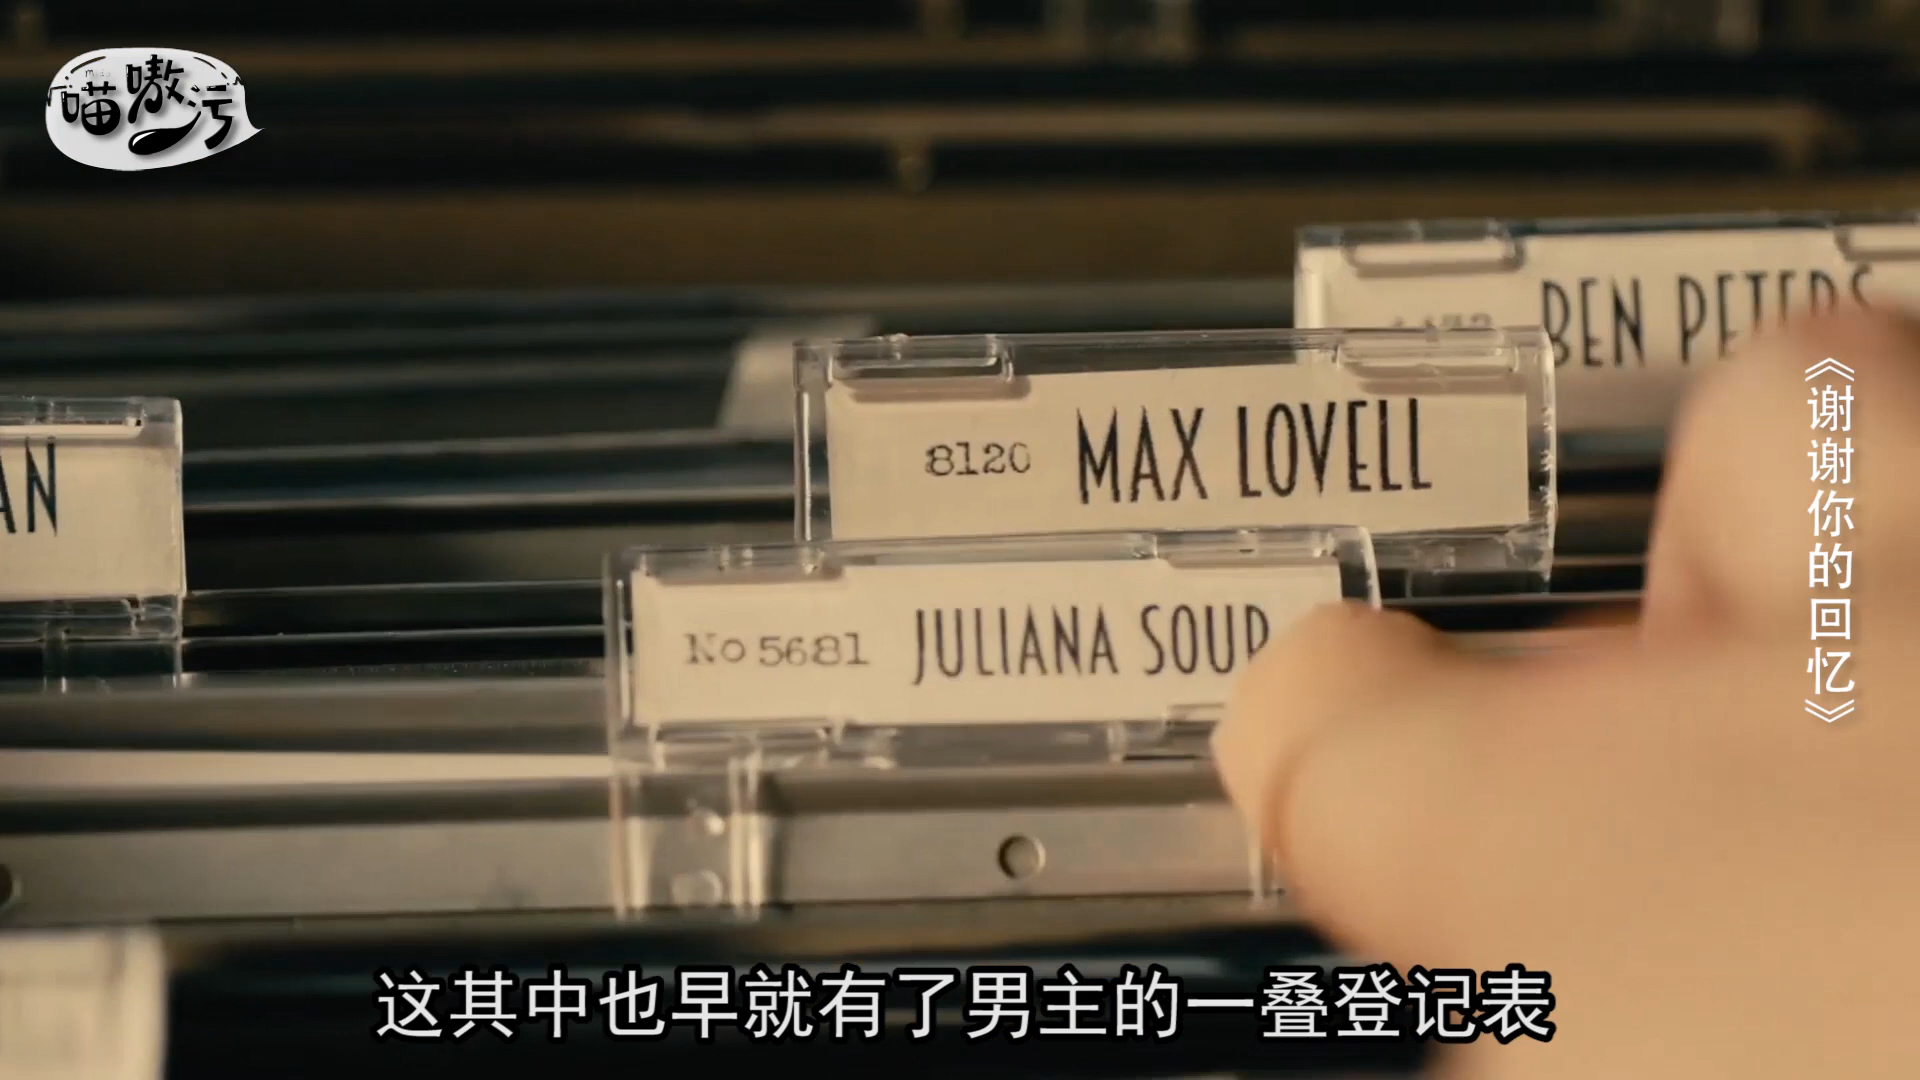 喵嗷污
BEN PETERS
8120 MAX LOVELL
AN
No 5681 JULIANA SOUP
《谢谢你的回忆》
这其中也早就有了男主的一叠登记表